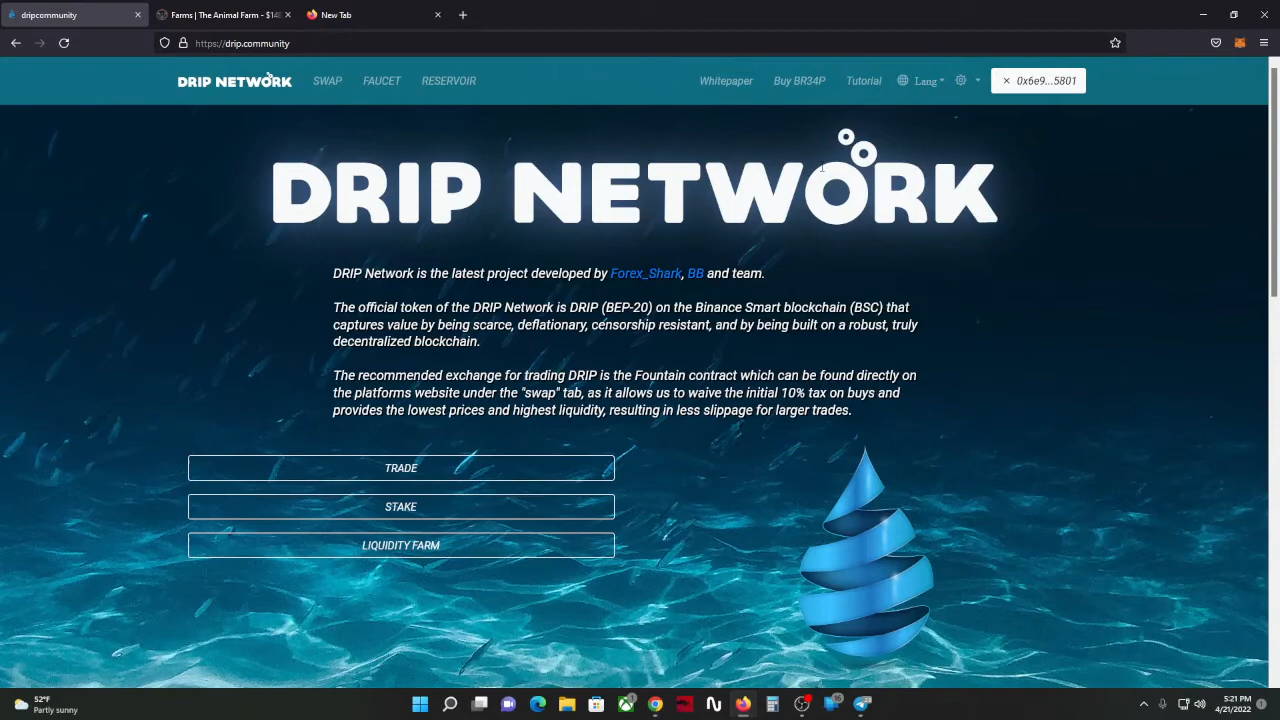 dripcommunity
Farms | The Animal Farm - $14
New Tab
https://drip.community
DRIP NETWORK
SWAP
FAUCET
RESERVOIR
Whitepaper
Buy BR34P
Tutorial
Lang
0x6e9...5801
DRIP NETWORK
DRIP Network is the latest project developed by Forex_Shark, BB and team.
The official token of the DRIP Network is DRIP (BEP-20) on the Binance Smart blockchain (BSC) that
captures value by being scarce, deflationary, censorship resistant, and by being built on a robust, truly
decentralized blockchain.
The recommended exchange for trading DRIP is the Fountain contract which can be found directly on
the platforms website under the "swap" tab, as it allows us to waive the initial 10% tax on buys and
provides the lowest prices and highest liquidity, resulting in less slippage for larger trades.
TRADE
STAKE
LIQUIDITY FARM
52°F
Partly sunny
5:21 PM
4/21/2022